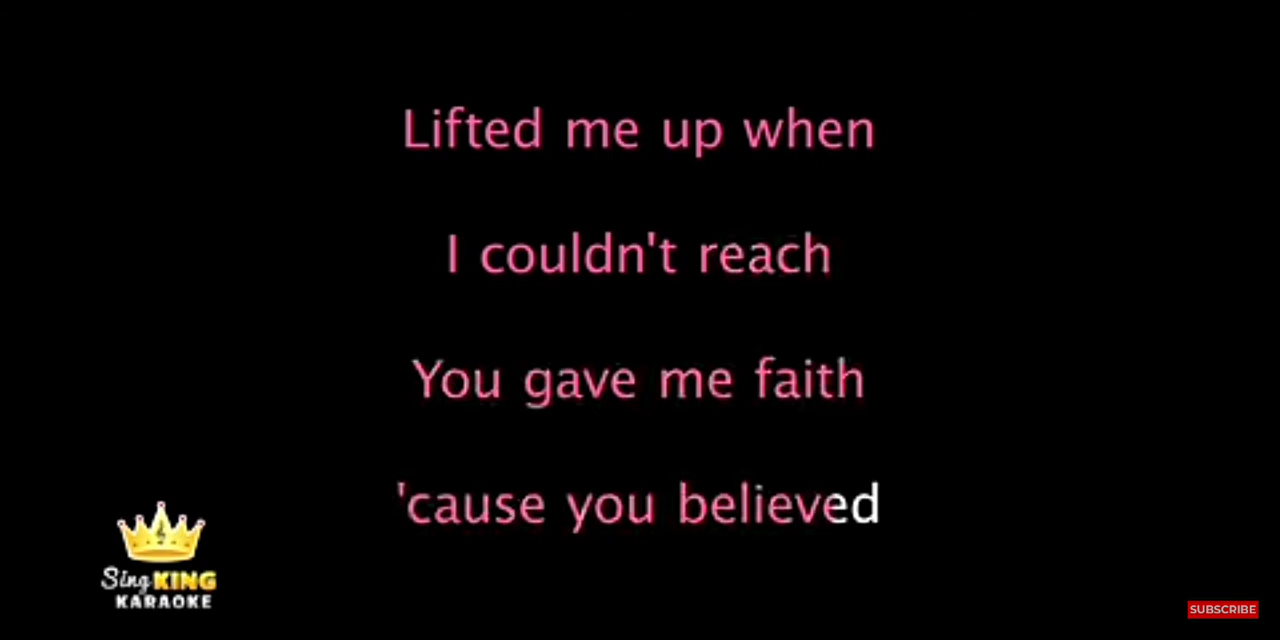 Lifted me up when
I couldn't reach
You gave me faith
'cause you believed
Sing KING
KARAOKE
SUBSCRIBE